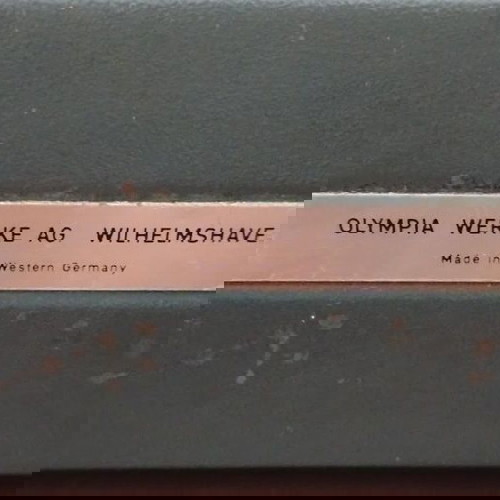 KE AG WILHELMSHAVE OLYMPIA WER
Western Germany Made in